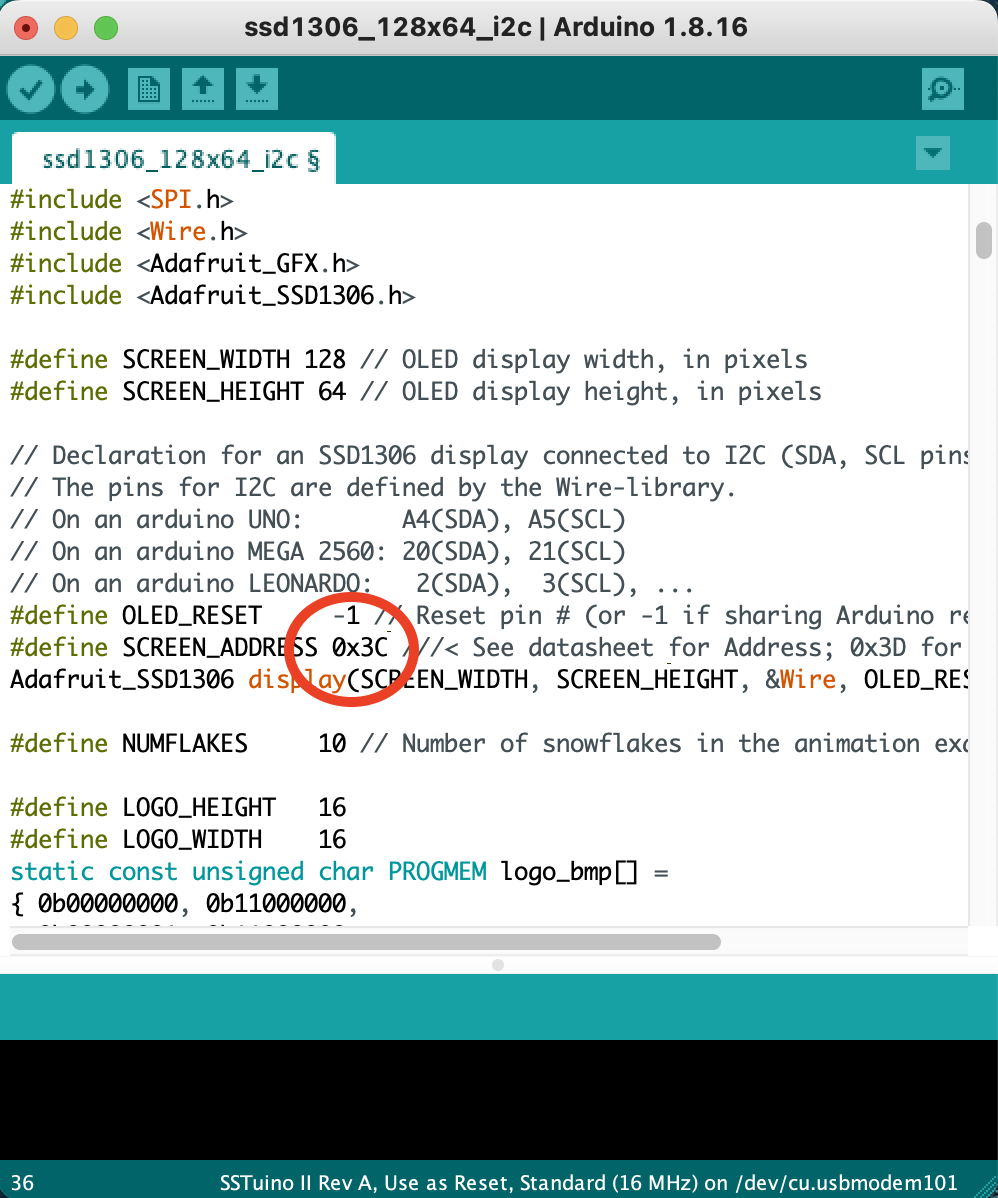 ssd1306_128x64_i2c | Arduino 1.8.16
ssd1306_128x64_i2c §
#include <SPI.h>
#include <Wire.h>
#include <Adafruit_GFX.h>
#include <Adafruit_SSD1306.h>
#define SCREEN_WIDTH 128 // OLED display width, in pixels
#define SCREEN_HEIGHT 64 // OLED display height, in pixels
// Declaration for an SSD1306 display connected to I2C (SDA, SCL pins
// The pins for I2C are defined by the Wire-library.
// On an arduino UNO:       A4(SDA), A5(SCL)
// On an arduino MEGA 2560: 20(SDA), 21(SCL)
// On an arduino LEONARDO:   2(SDA),  3(SCL), ...
#define OLED_RESET     -1 // Reset pin # (or -1 if sharing Arduino re
#define SCREEN_ADDRESS 0x3C ///< See datasheet for Address; 0x3D for
Adafruit_SSD1306 display(SCREEN_WIDTH, SCREEN_HEIGHT, &Wire, OLED_RES
#define NUMFLAKES     10 // Number of snowflakes in the animation exa
#define LOGO_HEIGHT   16
#define LOGO_WIDTH    16
static const unsigned char PROGMEM logo_bmp[] =
{ 0b00000000, 0b11000000,
36
SSTuino II Rev A, Use as Reset, Standard (16 MHz) on /dev/cu.usbmodem101